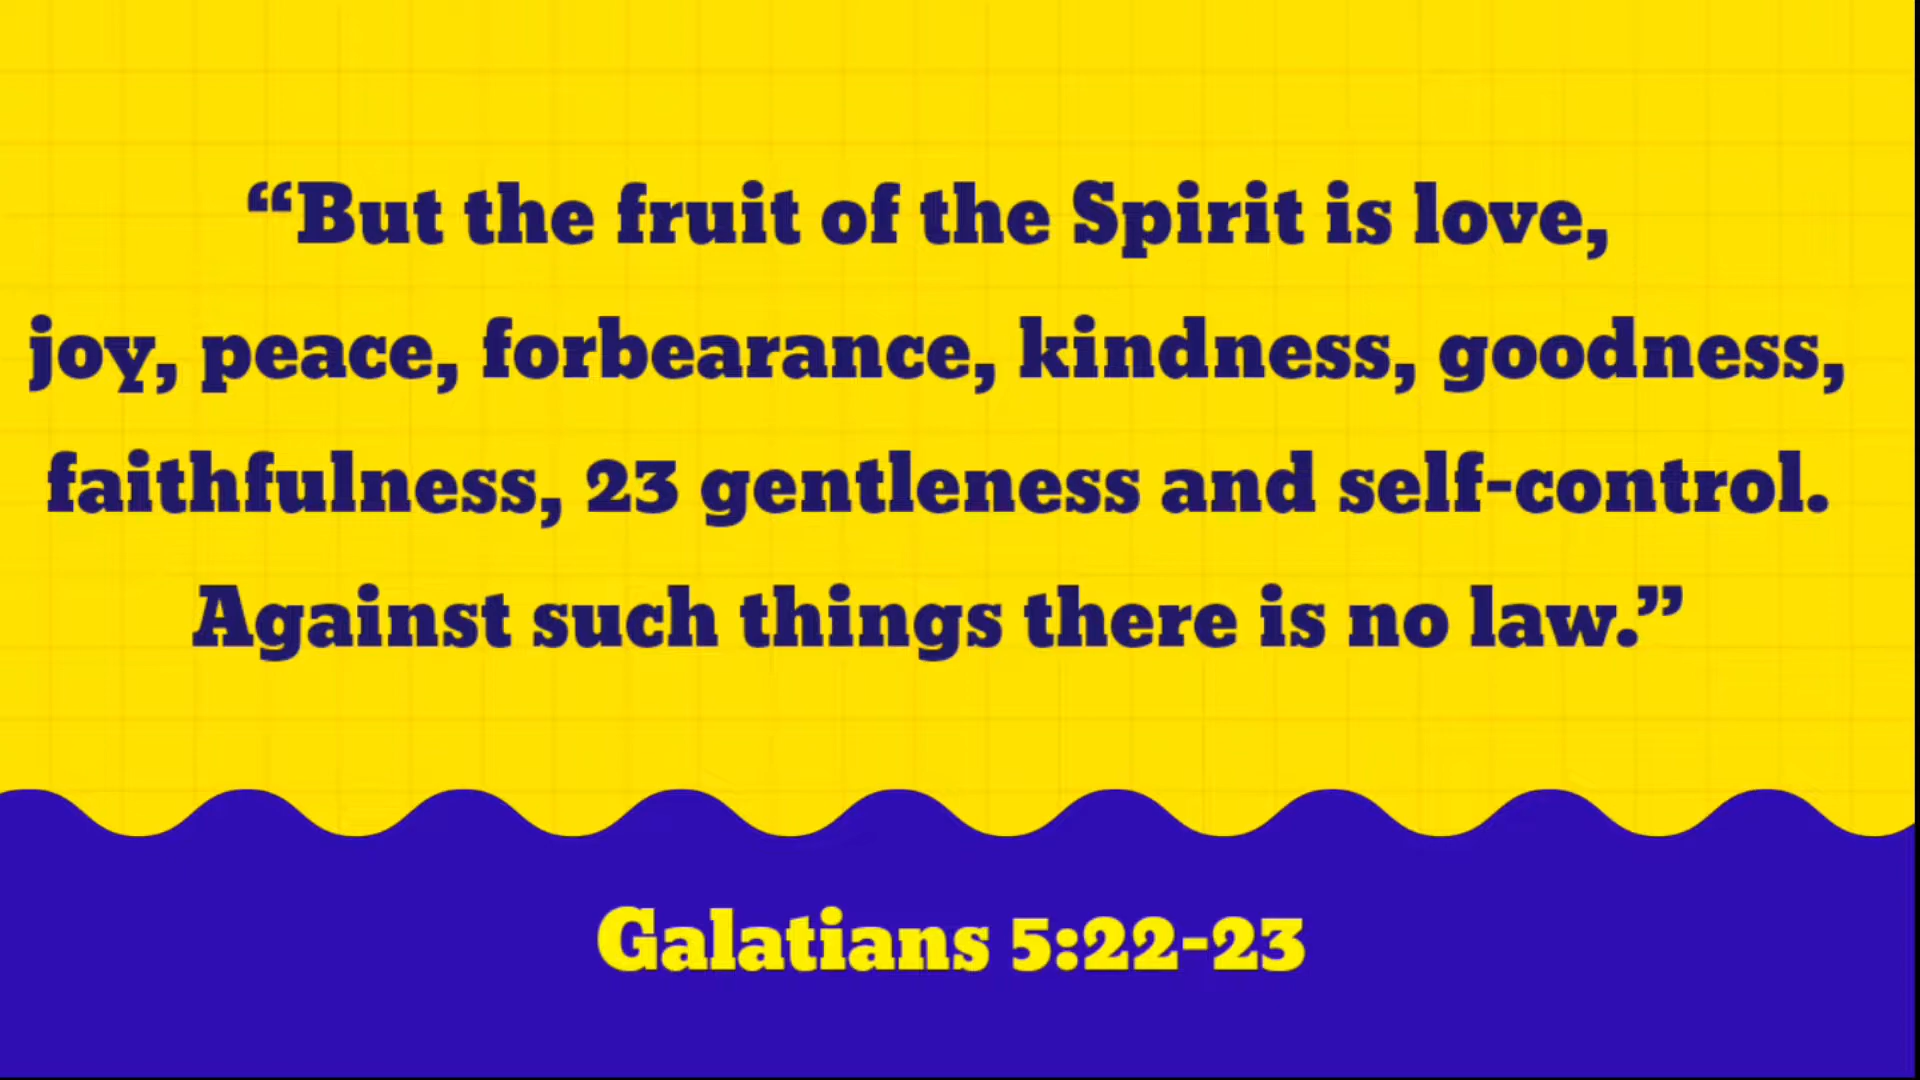 “But the fruit of the Spirit is love,
joy, peace, forbearance, kindness, goodness,
faithfulness, 23 gentleness and self-control.
Against such things there is no law.”
Galatians 5:22-23